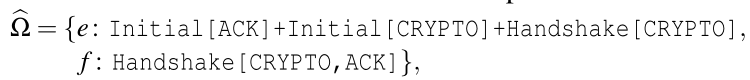 Ω̂ = {e: Initial[ACK]+Initial[CRYPTO]+Handshake[CRYPTO],
f: Handshake[CRYPTO,ACK]},